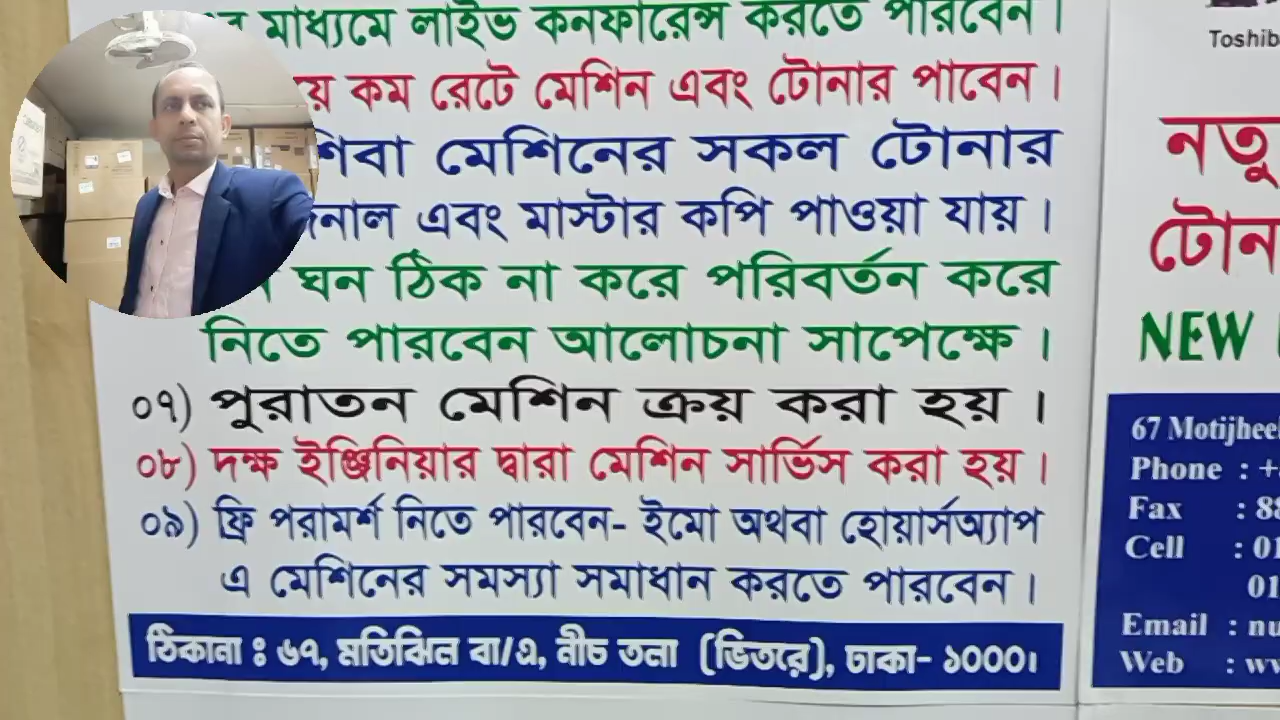 মাধ্যমে লাইভ কনফারেন্স করতে পারবেন।
কম রেটে মেশিন এবং টোনার পাবেন।
মেশিনের সকল টোনার
এবং মাস্টার কপি পাওয়া যায়।
ঘন ঠিক না করে পরিবর্তন করে
নিতে পারবেন আলোচনা সাপেক্ষে।
০৭) পুরাতন মেশিন ক্রয় করা হয়।
০৮) দক্ষ ইঞ্জিনিয়ার দ্বারা মেশিন সার্ভিস করা হয়।
০৯) ফ্রি পরামর্শ নিতে পারবেন- ইমো অথবা হোয়ার্সঅ্যাপ
এ মেশিনের সমস্যা সমাধান করতে পারবেন।
ঠিকানা : ৬৭, মতিঝিল বা/এ, নীচ তলা (ভিতরে), ঢাকা- ১০০০।
Toshib
নতু
টোন
NEW
67 Motijhee
Phone : +
Fax : 88
Cell : 01
01
Email : nu
Web : ww